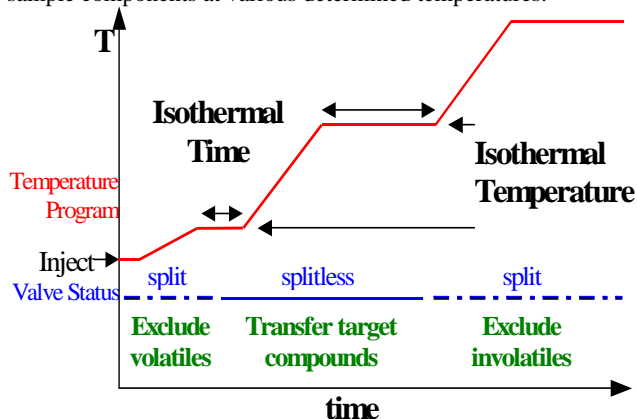 sample components at various determined temperatures.
T
Isothermal
Time
Isothermal
Temperature
Temperature
Program
Inject
split
splitless
split
Valve Status
Exclude
volatiles
Transfer target
compounds
Exclude
involatiles
time